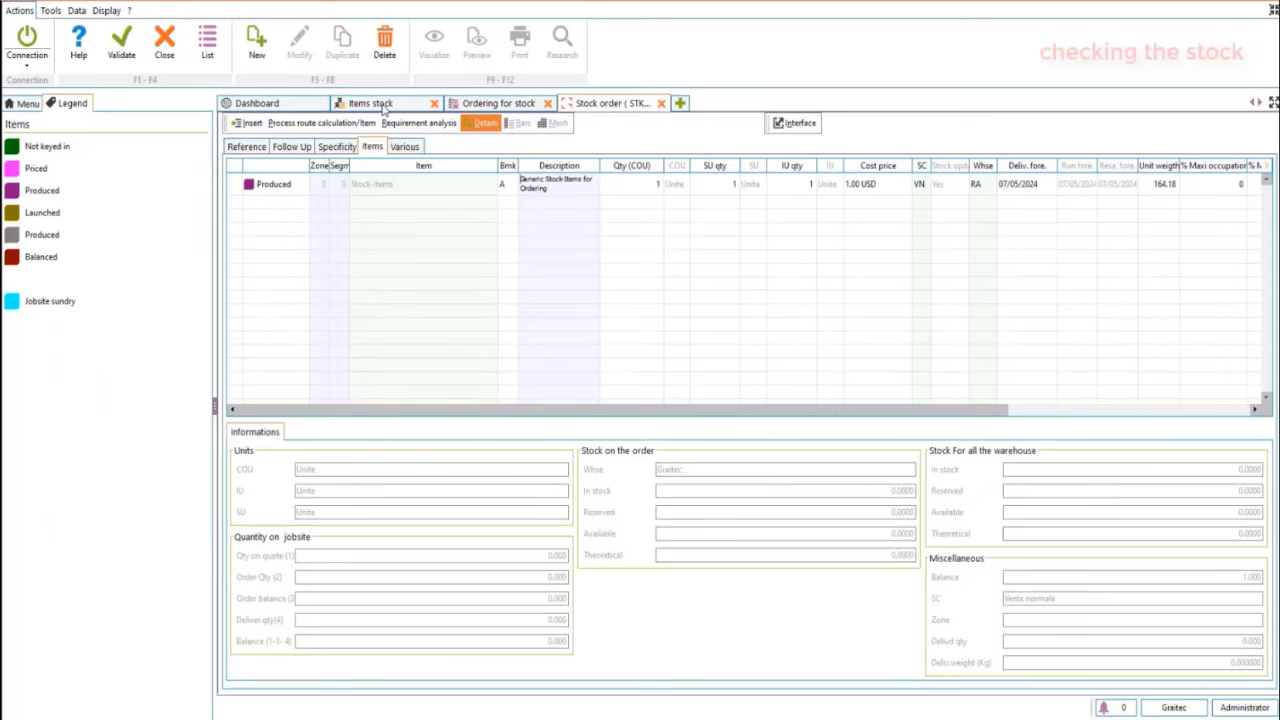 Actions Tools Data Display ?
Connection Help Validate Close List New Modify Duplicate Delete Visualize Preview Print Research
Connection F1 - F4 F5 - F8 F9 - F12
checking the stock
Menu Legend
Dashboard Items stock Ordering for stock Stock order ( STK...
Items
Not keyed in
Priced
Produced
Launched
Produced
Balanced
Jobsite sundry
Insert Process route calculation/Item Requirement analysis Details Bars Mesh Interface
Reference Follow Up Specificity Items Various
Zone Segm Item Bmk Description Qty (COU) COU SU qty SU IU qty IU Cost price SC Stock upd Whse Deliv. fore. Run fore. Rese. fore. Unit weigth % Maxi occupation
Produced 0 0 Stock-Items A Generic Stock-Items for Ordering 1 Unite 1 Unite 1 Unite 1.00 USD VN Yes RA 07/05/2024 07/05/2024 07/05/2024 164.18 0
Informations
Units
COU Unite
IU Unite
SU Unite
Quantity on jobsite
Qty on quote (1) 0.000
Order Qty (2) 0.000
Order balance (3 0.000
Deliver.qty(4) 0.000
Balance (1-3- 4) 0.000
Stock on the order
Whse Graitec
In stock 0.0000
Reserved 0.0000
Available 0.0000
Theoretical 0.0000
Stock For all the warehouse
In stock 0.0000
Reserved 0.0000
Available 0.0000
Theoretical 0.0000
Miscellaneous
Balance 1.000
SC Vente normale
Zone
Delivd qty 0.000
Deliv.weight (Kg) 0.000000
0 Graitec Administrator